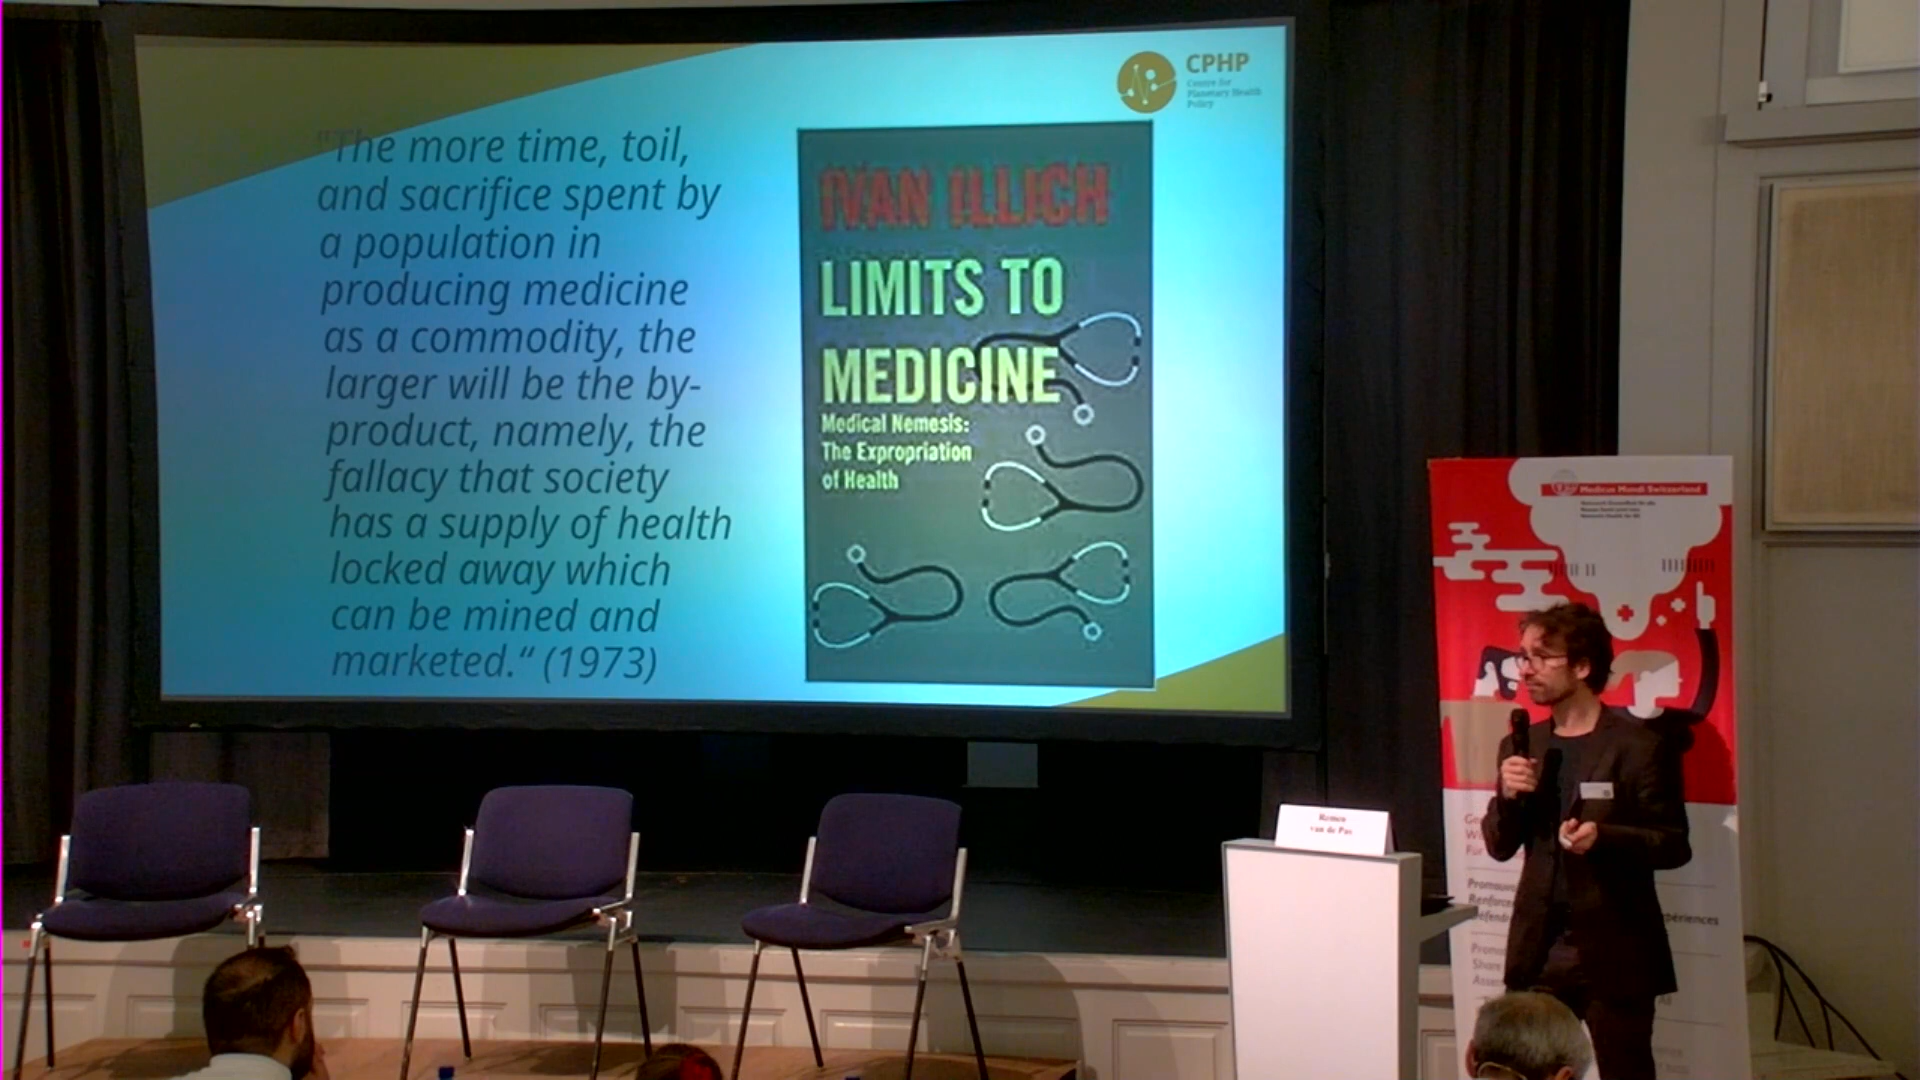 "The more time, toil,
and sacrifice spent by
a population in
producing medicine
as a commodity, the
larger will be the by-
product, namely, the
fallacy that society
has a supply of health
locked away which
can be mined and
marketed.“ (1973)
CPHP
Centre for
Planetary Health
Policy
IVAN ILLICH
LIMITS TO
MEDICINE
Medical Nemesis:
The Expropriation
of Health
Medicus Mundi Switzerland
Remco
van de Pas